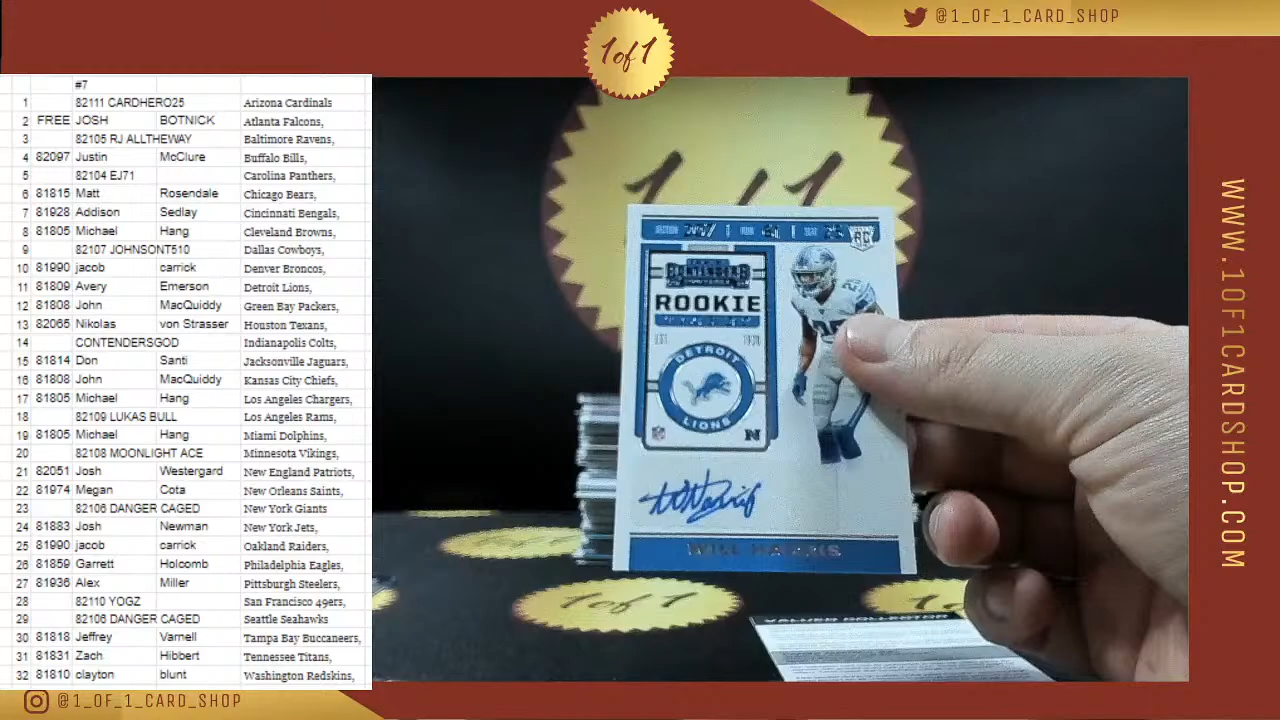 1of1
@1_OF_1_CARD_SHOP
#7
1 82111 CARDHERO25 Arizona Cardinals
2 FREE JOSH BOTNICK Atlanta Falcons,
3 82105 RJ ALLTHEWAY Baltimore Ravens,
4 82097 Justin McClure Buffalo Bills,
5 82104 EJ71 Carolina Panthers,
6 81815 Matt Rosendale Chicago Bears,
7 81928 Addison Sedlay Cincinnati Bengals,
8 81805 Michael Hang Cleveland Browns,
9 82107 JOHNSONT510 Dallas Cowboys,
10 81990 jacob carrick Denver Broncos,
11 81809 Avery Emerson Detroit Lions,
12 81808 John MacQuiddy Green Bay Packers,
13 82065 Nikolas von Strasser Houston Texans,
14 CONTENDERSGOD Indianapolis Colts,
15 81814 Don Santi Jacksonville Jaguars,
16 81808 John MacQuiddy Kansas City Chiefs,
17 81805 Michael Hang Los Angeles Chargers,
18 82109 LUKAS BULL Los Angeles Rams,
19 81805 Michael Hang Miami Dolphins,
20 82108 MOONLIGHT ACE Minnesota Vikings,
21 82051 Josh Westergard New England Patriots,
22 81974 Megan Cota New Orleans Saints,
23 82106 DANGER CAGED New York Giants
24 81883 Josh Newman New York Jets,
25 81990 jacob carrick Oakland Raiders,
26 81859 Garrett Holcomb Philadelphia Eagles,
27 81936 Alex Miller Pittsburgh Steelers,
28 82110 YOGZ San Francisco 49ers,
29 82106 DANGER CAGED Seattle Seahawks
30 81818 Jeffrey Varnell Tampa Bay Buccaneers,
31 81831 Zach Hibbert Tennessee Titans,
32 81810 clayton blunt Washington Redskins,
RC
CONTENDERS
ROOKIE
TICKET
DETROIT
LIONS
WILL HARRIS
VALUED COLLECTOR
1of1
WWW.1OF1CARDSHOP.COM
@1_OF_1_CARD_SHOP